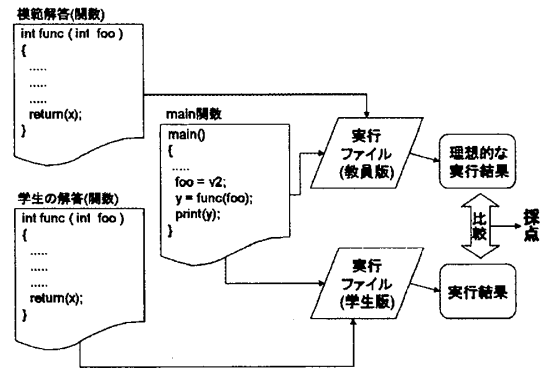 模範解答(関数)
int func ( int foo )
{
.....
.....
.....
return(x);
}
main関数
main()
{
.....
foo = v2;
y = func(foo);
print(y);
}
学生の解答(関数)
int func ( int foo )
{
.....
.....
.....
return(x);
}
実行
ファイル
(教員版)
理想的な
実行結果
比較
採点
実行
ファイル
(学生版)
実行結果